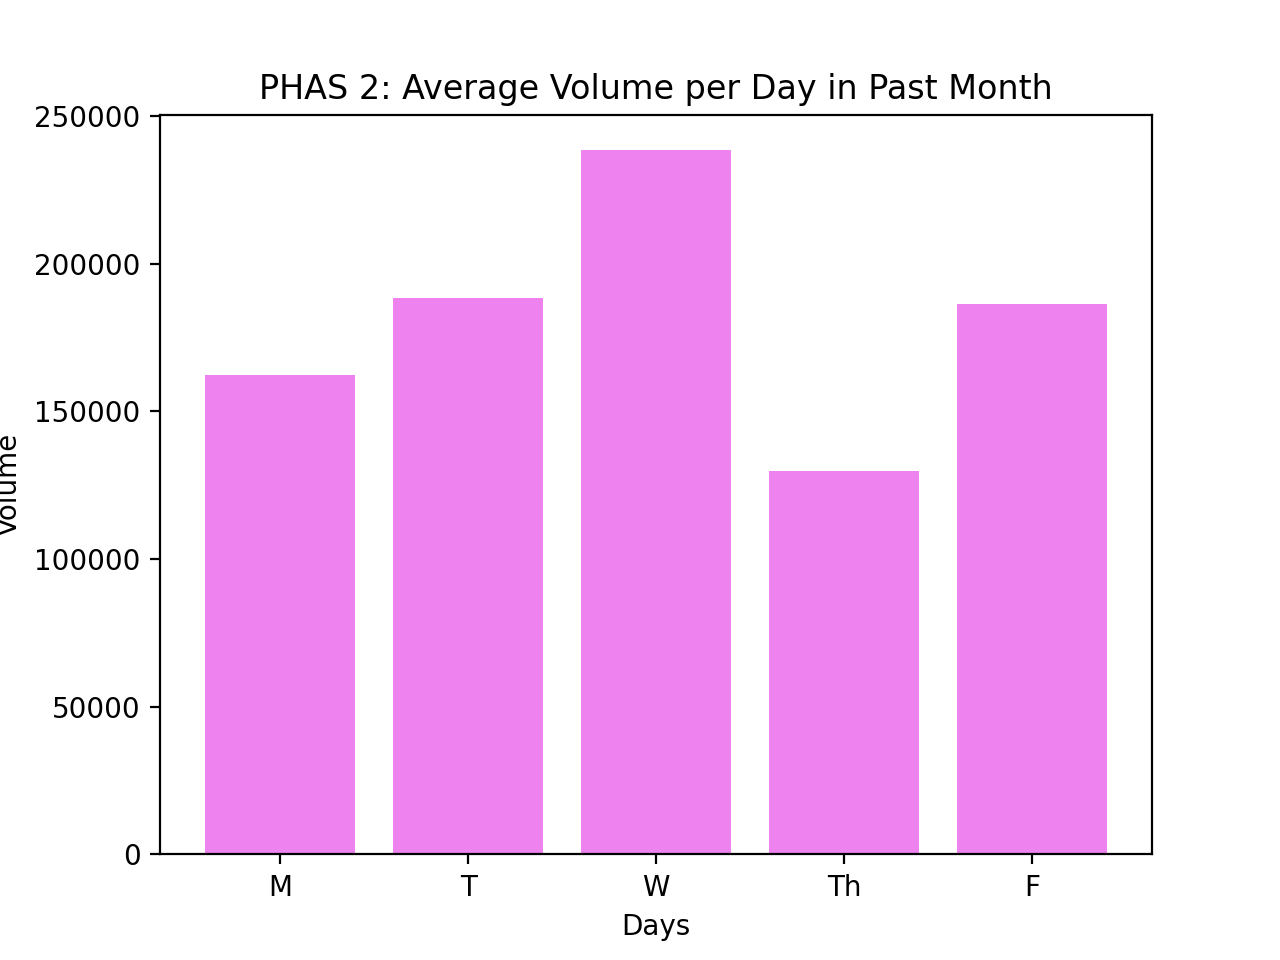 PHAS 2: Average Volume per Day in Past Month
250000
200000
150000
100000
50000
0
Volume
M T W Th F
Days